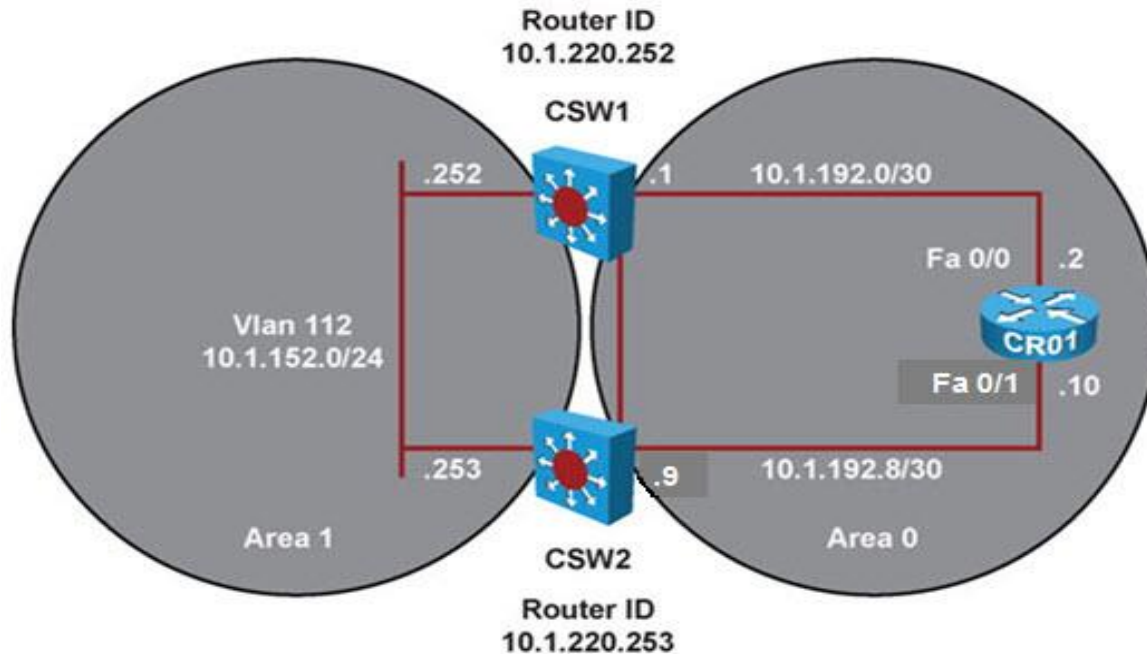 Router ID
10.1.220.252
CSW1
.252
.1
10.1.192.0/30
Fa 0/0
.2
Vlan 112
10.1.152.0/24
CR01
Fa 0/1
.10
.253
.9
10.1.192.8/30
Area 1
Area 0
CSW2
Router ID
10.1.220.253